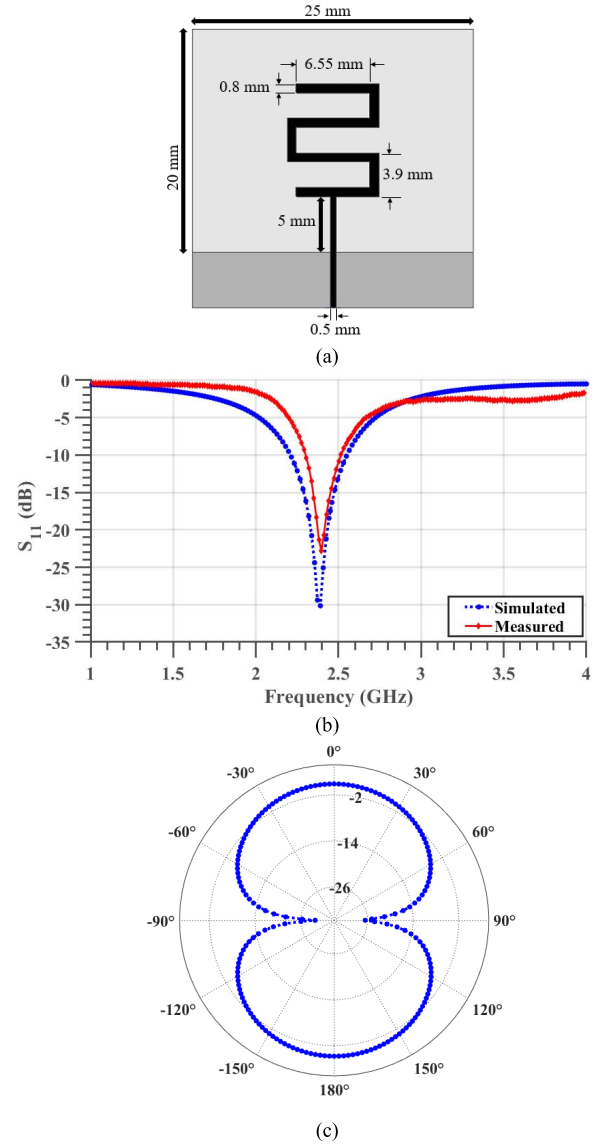 25 mm
6.55 mm
0.8 mm
20 mm
3.9 mm
5 mm
0.5 mm
(a)
0
-5
-10
-15
-20
-25
-30
-35
S11 (dB)
Simulated
Measured
1 1.5 2 2.5 3 3.5 4
Frequency (GHz)
(b)
0°
-30° 30°
-2
-60° 60°
-14
-26
-90° 90°
-120° 120°
-150° 150°
180°
(c)